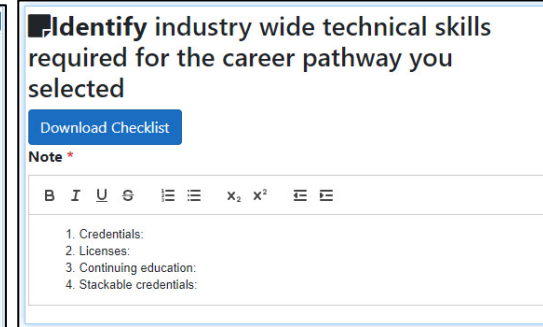 Identify industry wide technical skills
required for the career pathway you
selected
Download Checklist
Note *
B I U S X₂ X²
1. Credentials:
2. Licenses:
3. Continuing education:
4. Stackable credentials: